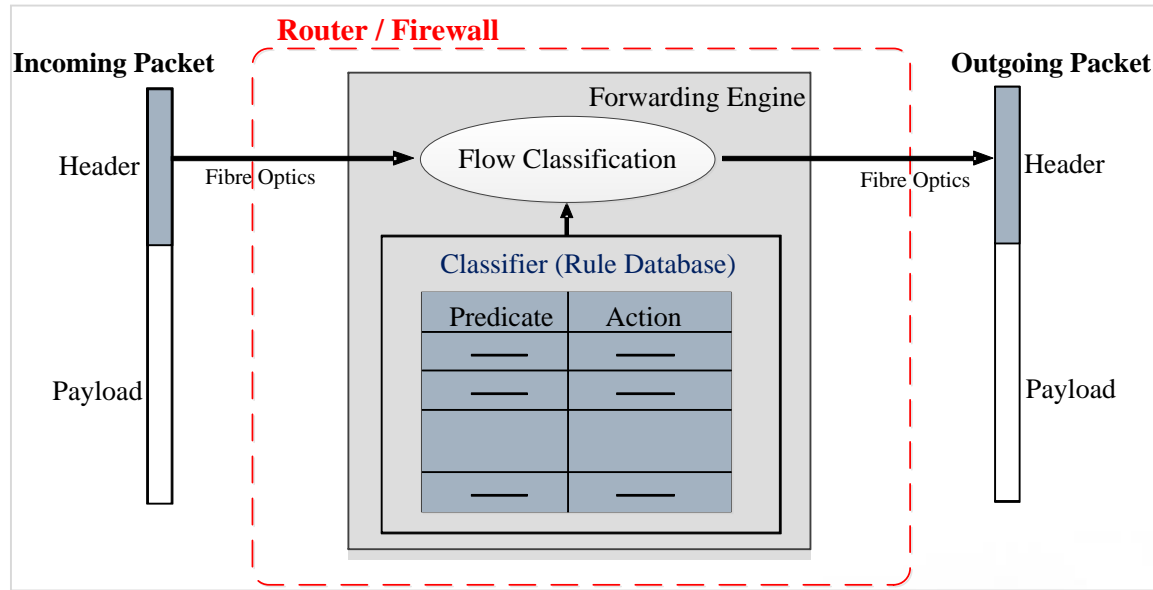 Router / Firewall
Incoming Packet
Outgoing Packet
Forwarding Engine
Header
Flow Classification
Header
Fibre Optics
Fibre Optics
Classifier (Rule Database)
Predicate
Action
Payload
Payload